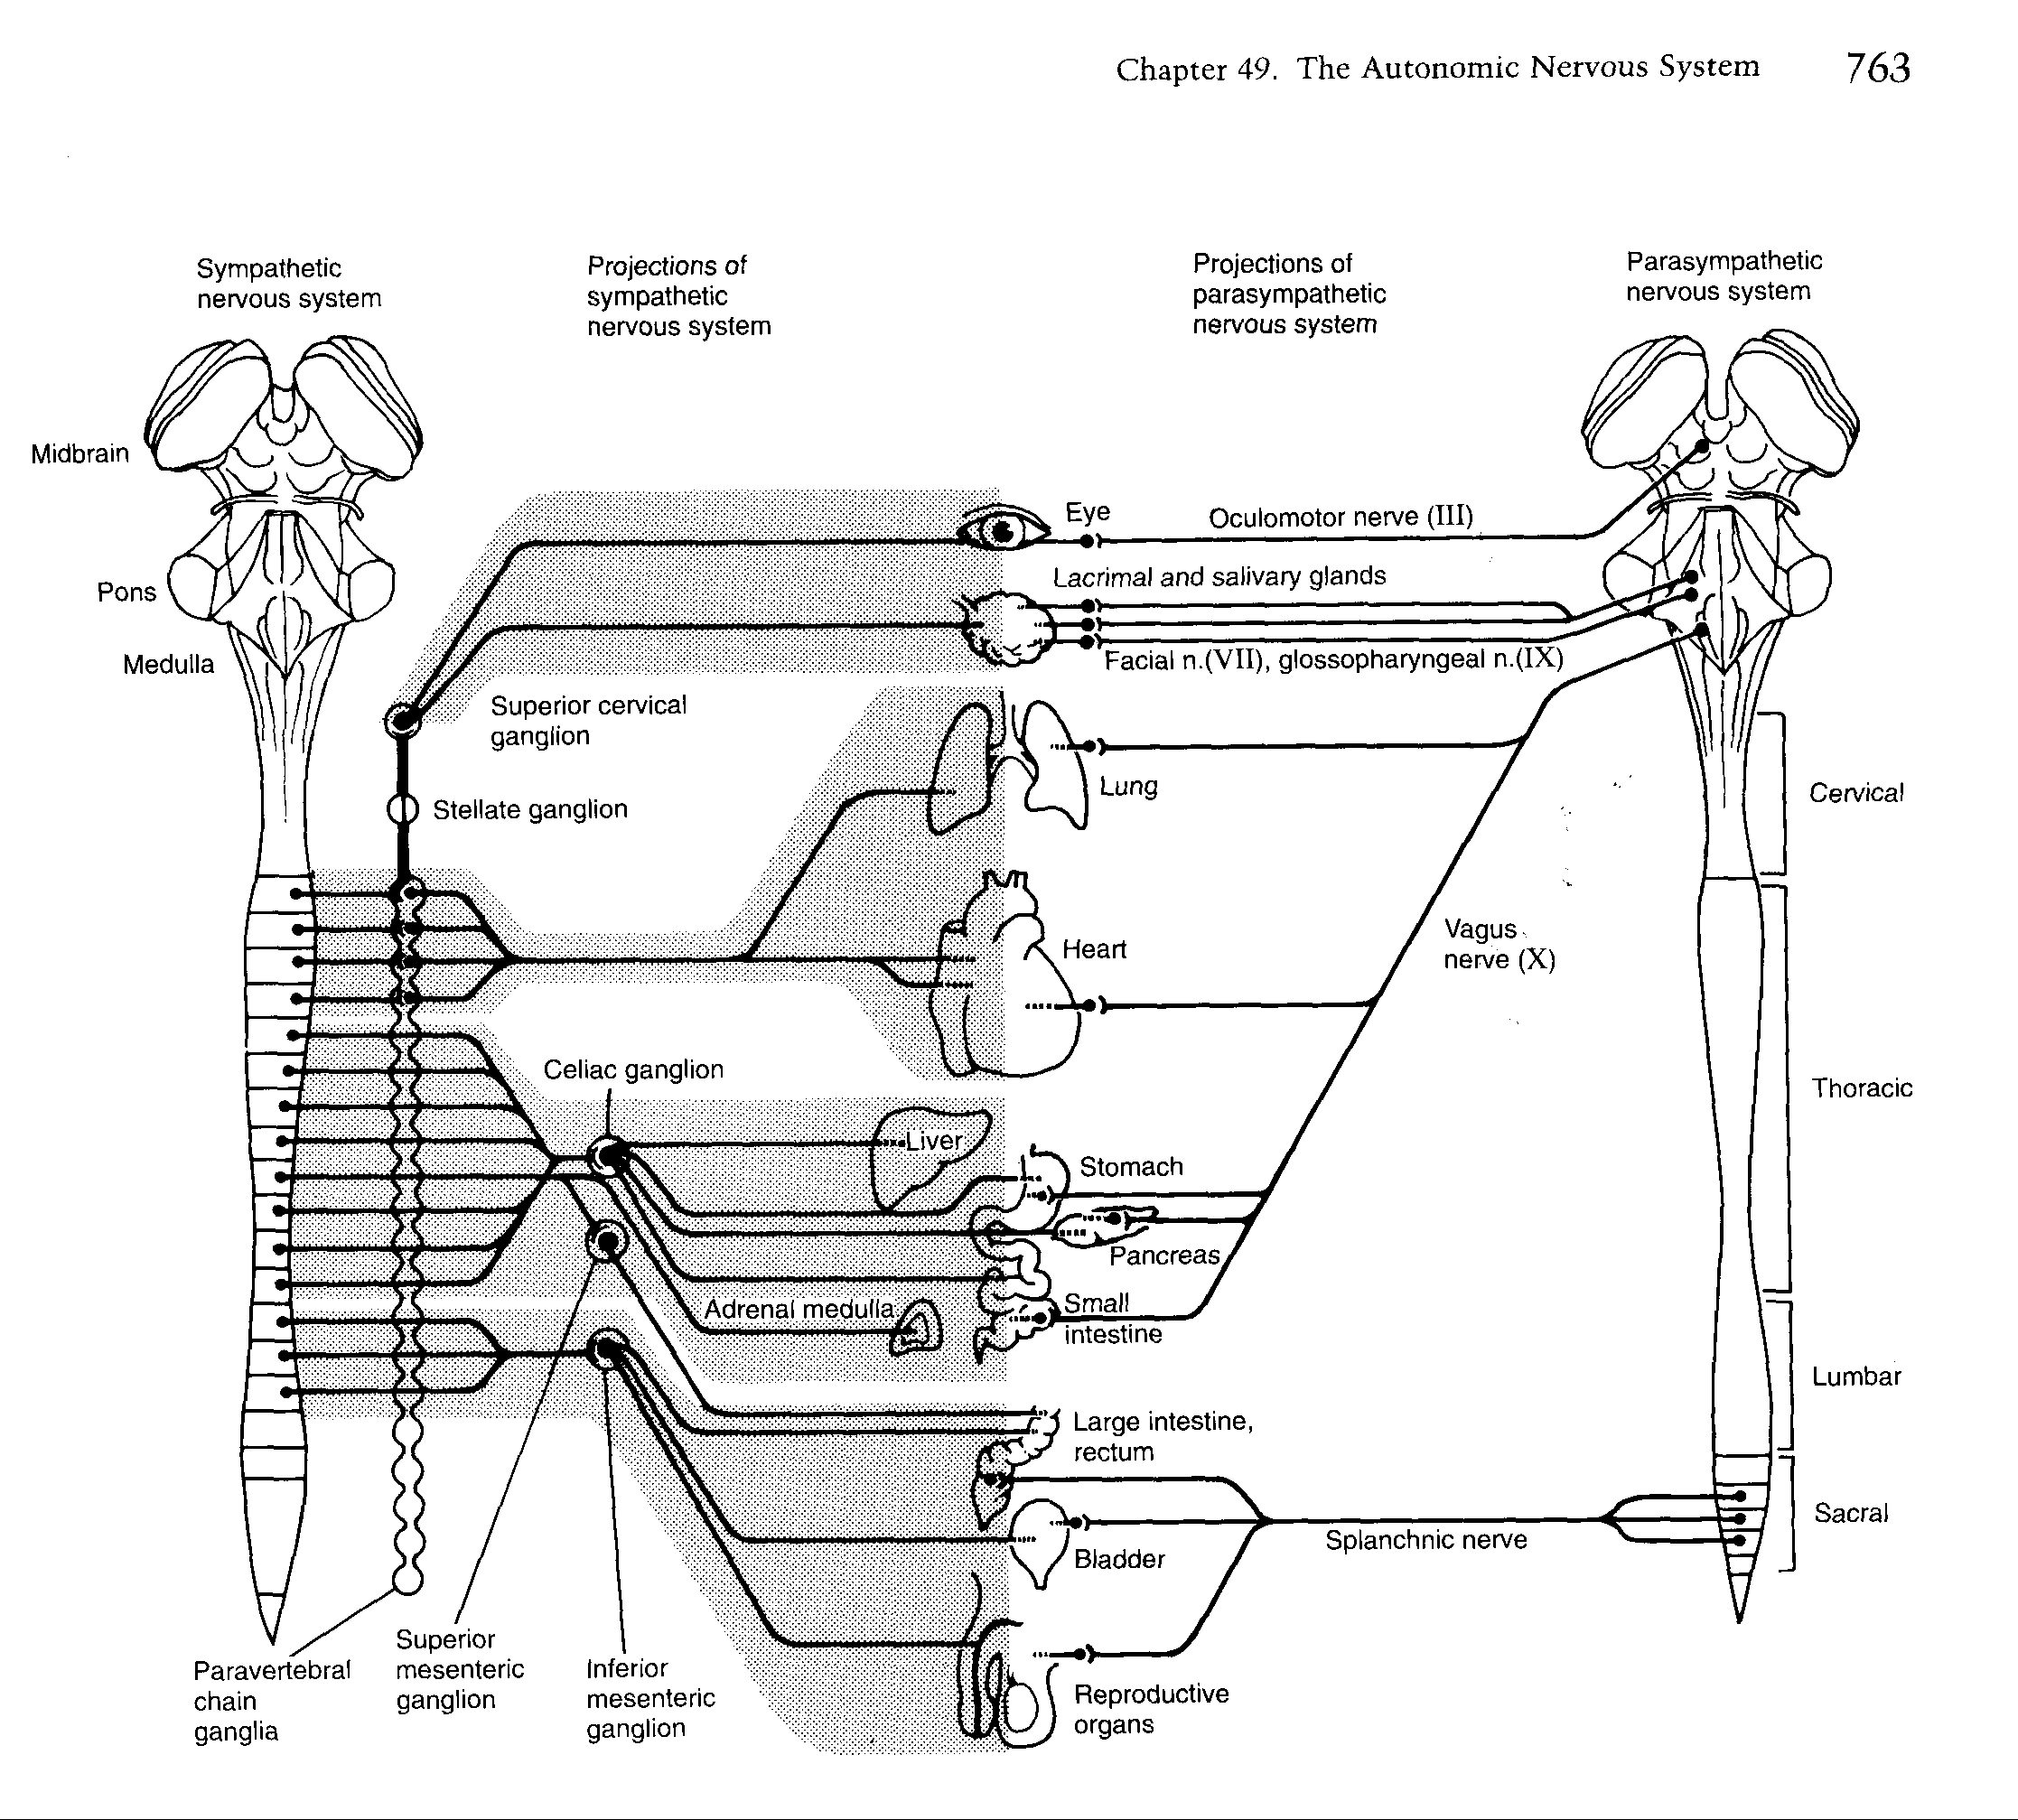 Chapter 49. The Autonomic Nervous System 763
Sympathetic
nervous system
Projections of
sympathetic
nervous system
Projections of
parasympathetic
nervous system
Parasympathetic
nervous system
Midbrain
Pons
Medulla
Eye
Oculomotor nerve (III)
Lacrimal and salivary glands
Facial n.(VII), glossopharyngeal n.(IX)
Superior cervical
ganglion
Stellate ganglion
Lung
Cervical
Heart
Vagus
nerve (X)
Celiac ganglion
Thoracic
Liver
Stomach
Pancreas
Adrenal medulla
Small
intestine
Lumbar
Large intestine,
rectum
Sacral
Splanchnic nerve
Bladder
Paravertebral
chain
ganglia
Superior
mesenteric
ganglion
Inferior
mesenteric
ganglion
Reproductive
organs